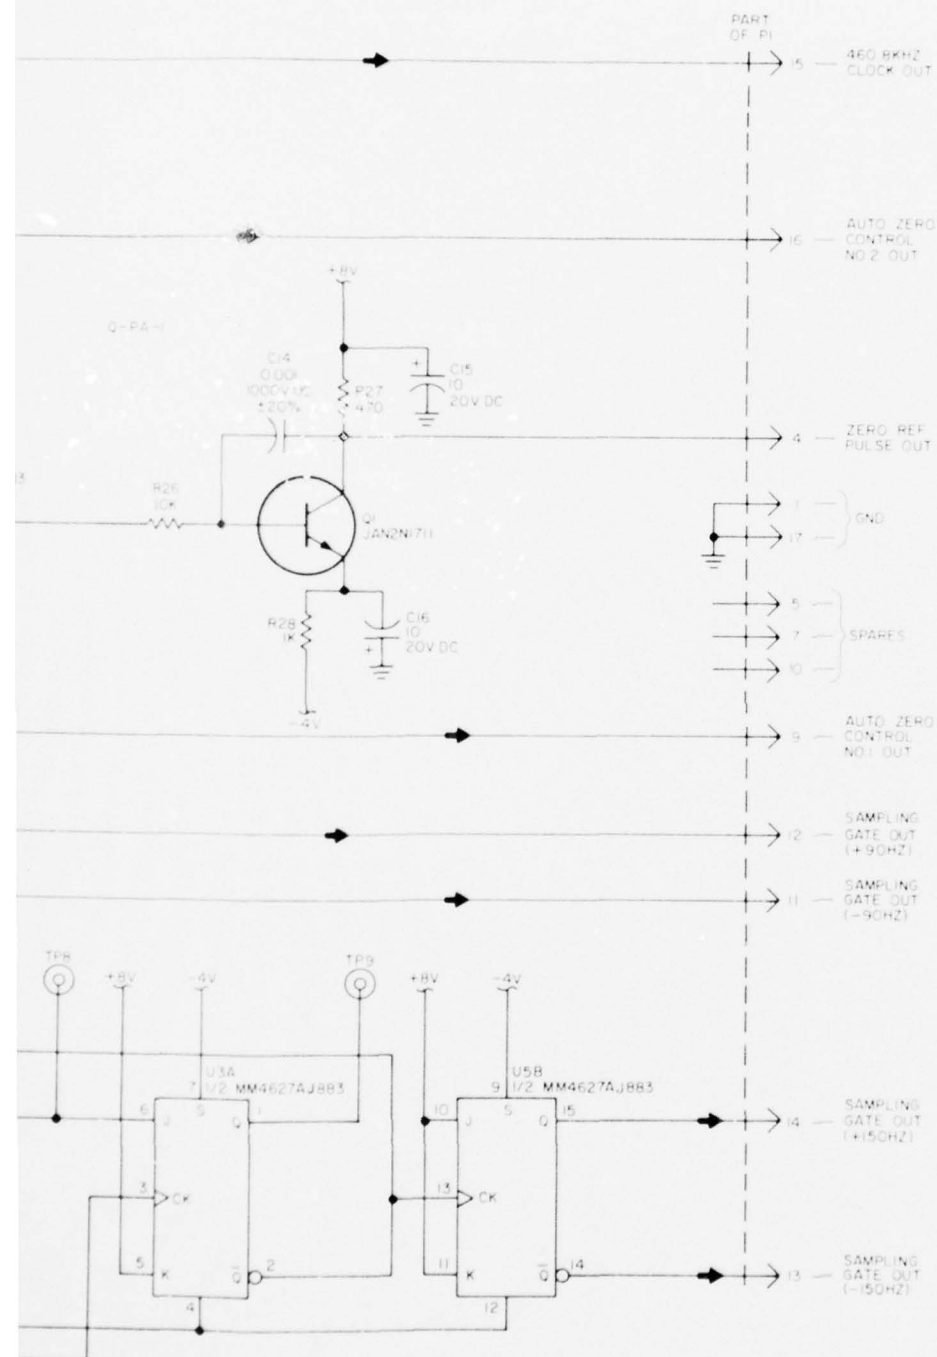 PART
OF P1
15 — 460.8KHZ
CLOCK OUT
16 — AUTO ZERO
CONTROL
NO.2 OUT
+8V
Q-PA-1
C14
0.001
±20%
R27
470
+
C15
10
20V DC
4 — ZERO REF
PULSE OUT
13
R26
10K
Q1
JAN2N1711
1
17
GND
R28
1K
C16
10
+ 20V DC
-4V
5
7
10
SPARES
9 — AUTO ZERO
CONTROL
NO.1 OUT
12 — SAMPLING
GATE OUT
(+90HZ)
11 — SAMPLING
GATE OUT
(-90HZ)
TP8
+8V
-4V
TP9
+8V
-4V
U3A
7 1/2 MM4627AJ883
6 J S Q 1
3 CK
5 K Q̅ 2
4
U5B
9 1/2 MM4627AJ883
10 J S Q 15
13 CK
11 K Q̅ 14
12
14 — SAMPLING
GATE OUT
(+150HZ)
13 — SAMPLING
GATE OUT
(-150HZ)